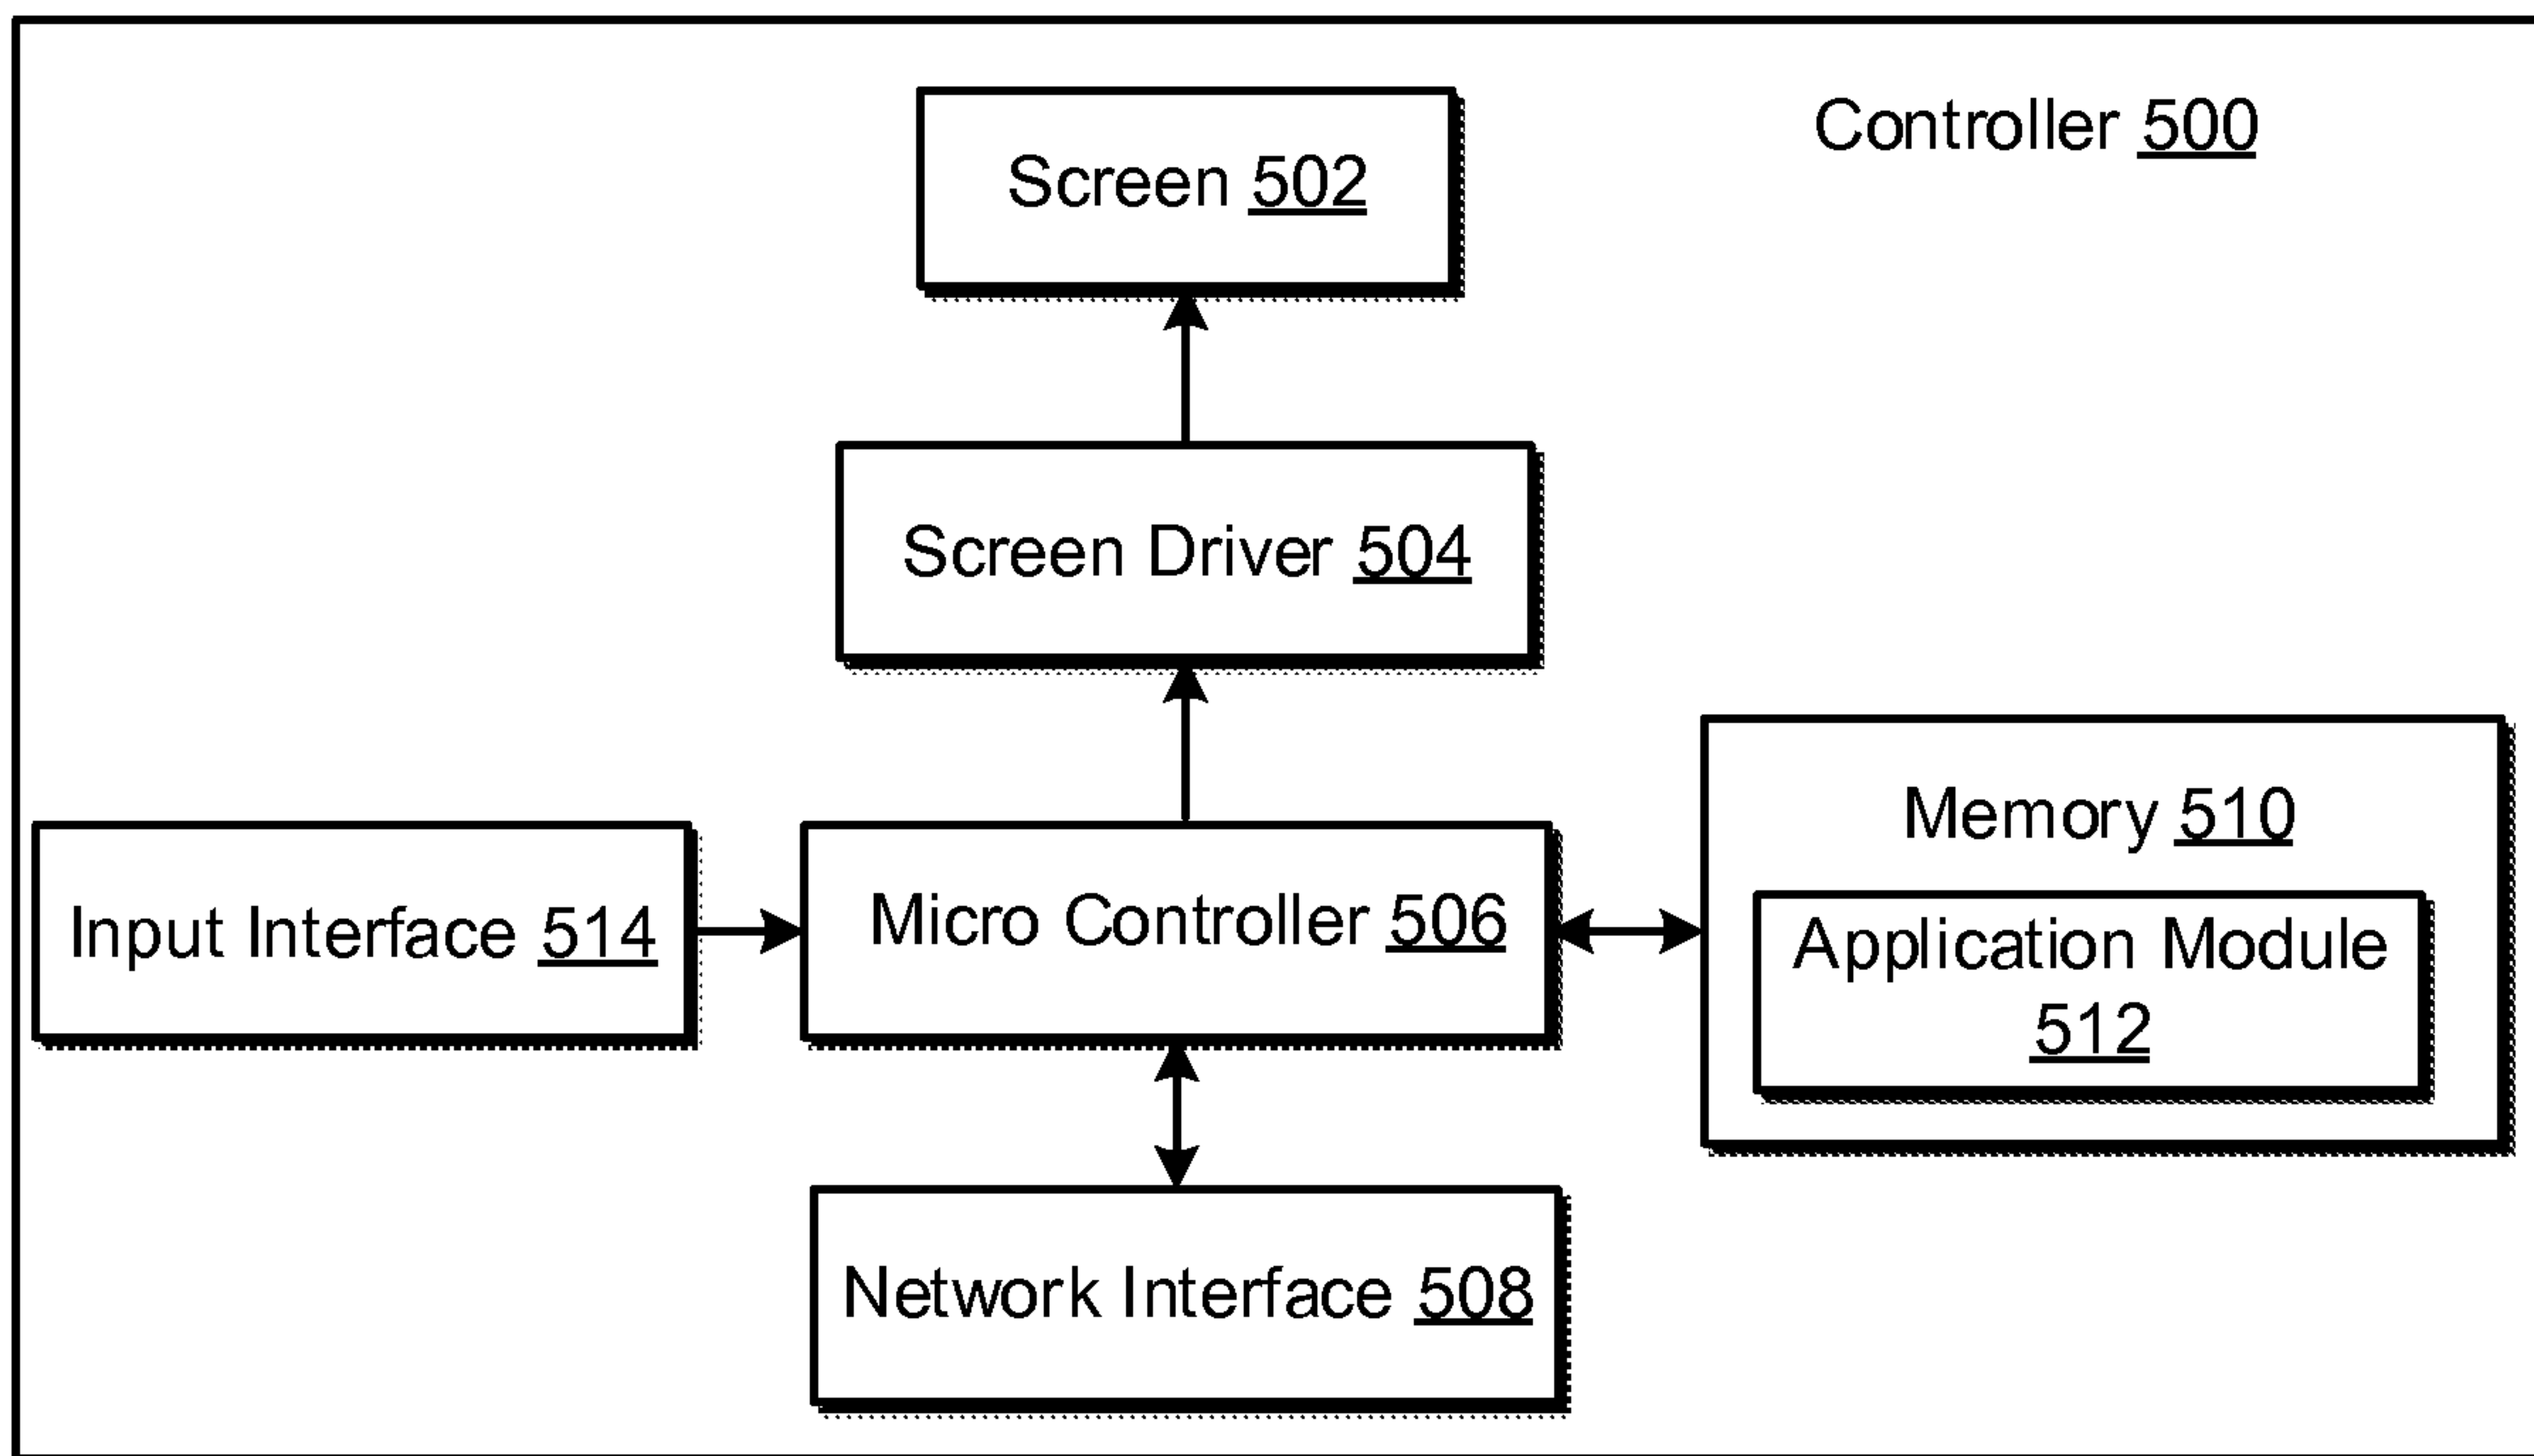 Controller 500
Screen 502
Screen Driver 504
Memory 510
Input Interface 514
Micro Controller 506
Application Module
512
Network Interface 508